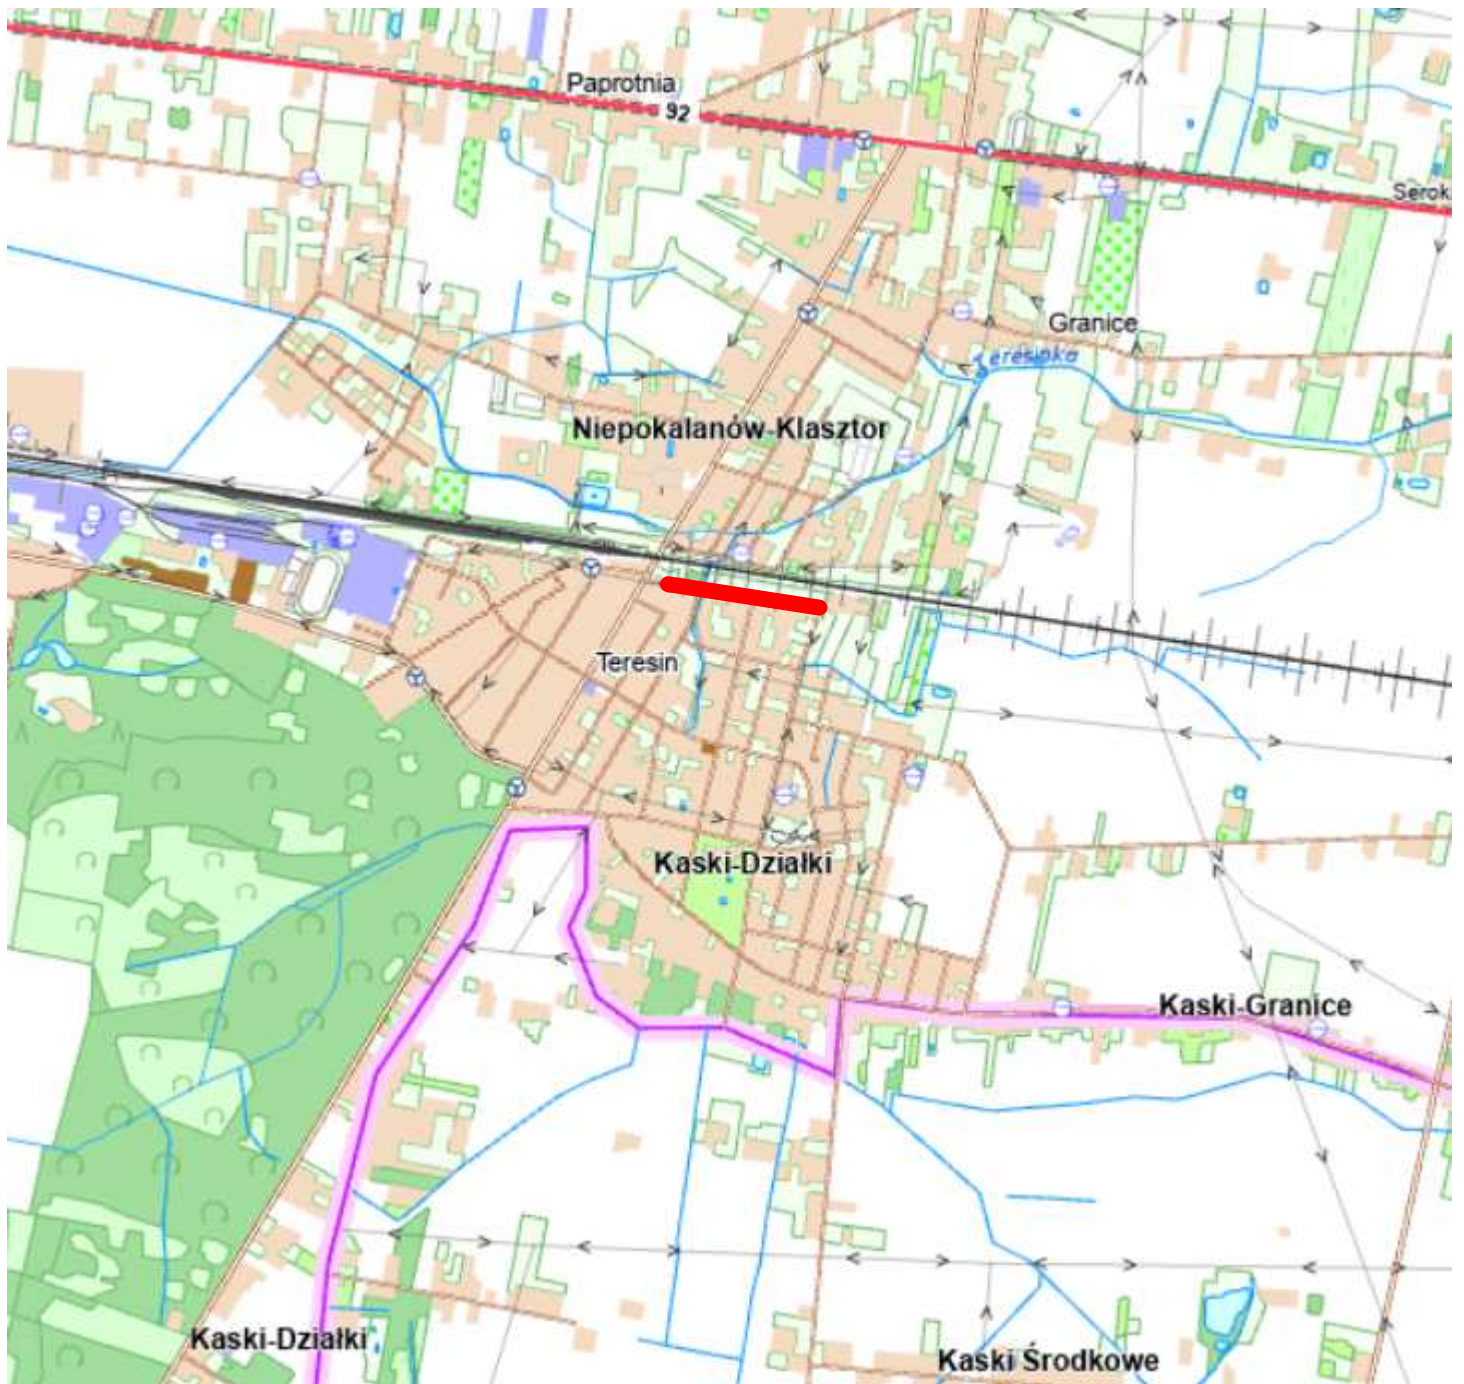 Paprotnia
92
Serok
Granice
Teresinka
Niepokalanów-Klasztor
Teresin
Kaski-Działki
Kaski-Granice
Kaski-Działki
Kaski Środkowe